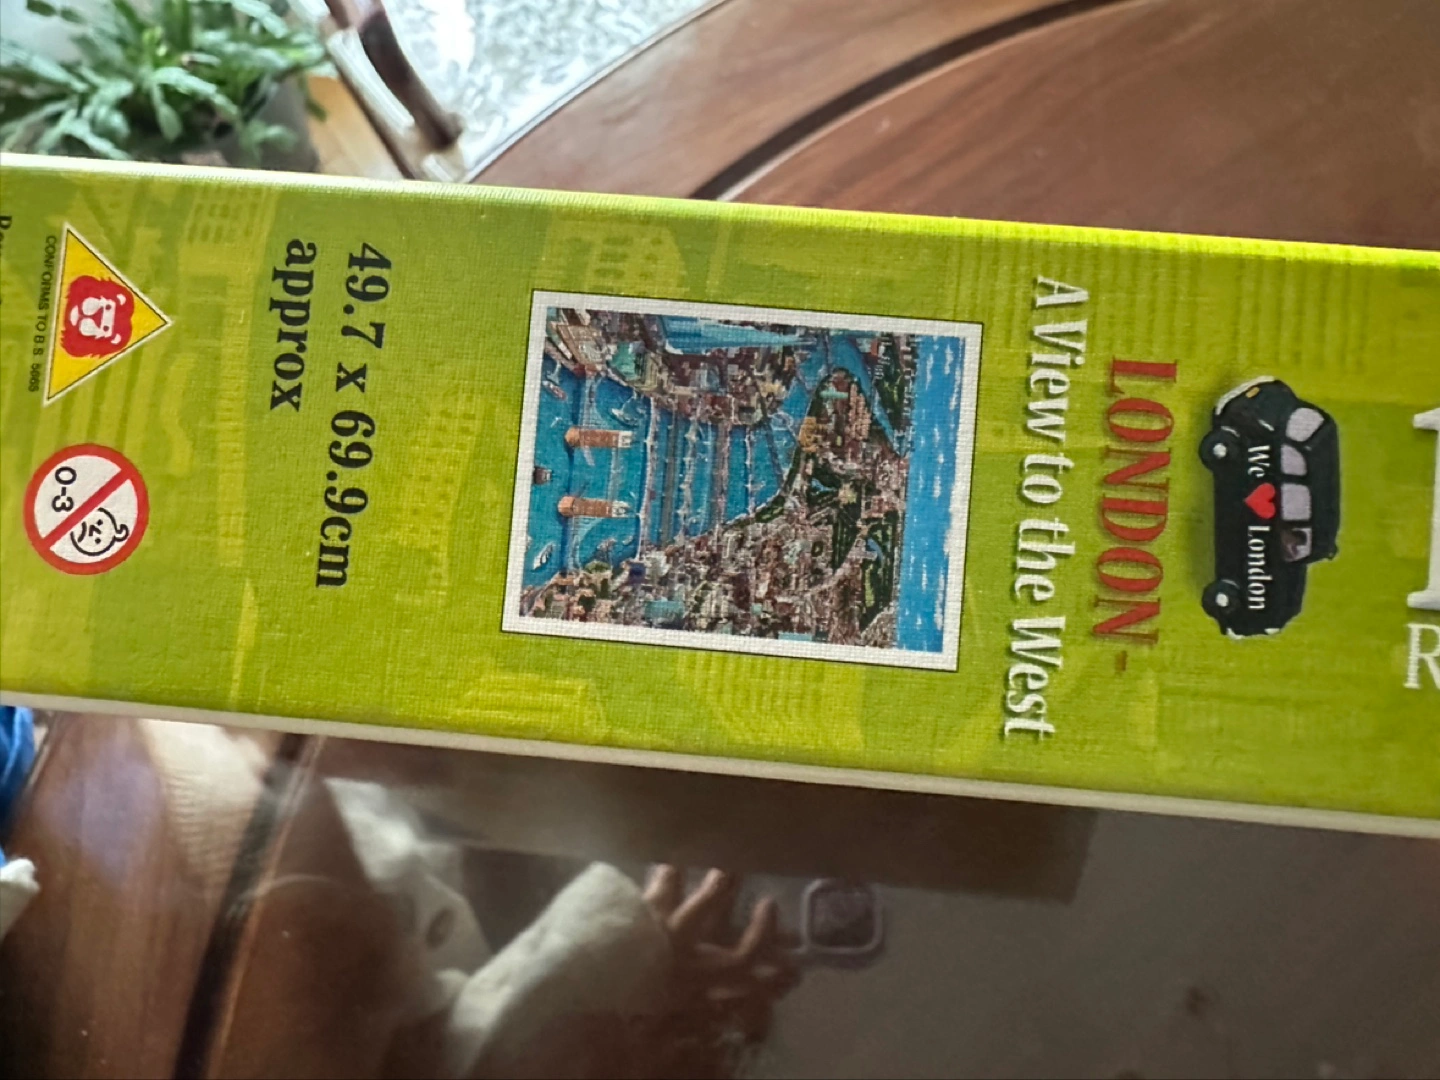 We ❤ London
LONDON -
A View to the West
49.7 x 69.9cm
approx
CONFORMS TO B.S. 5665
0-3